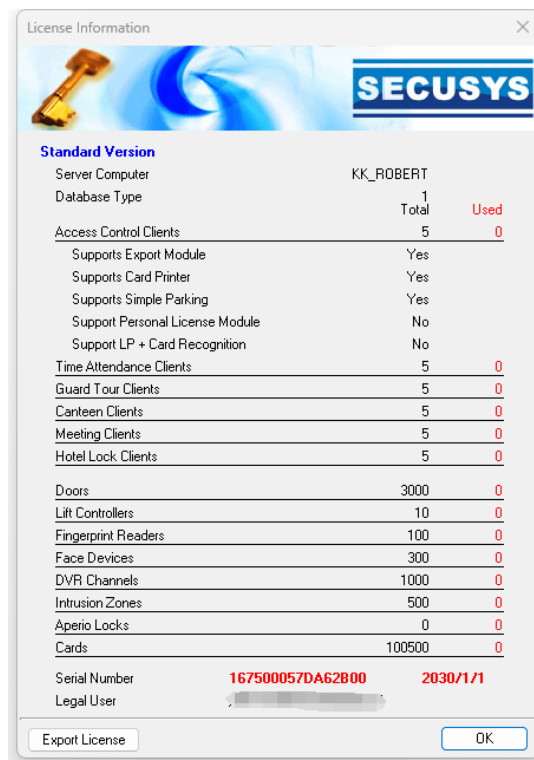 License Information
SECUSYS
Standard Version
Server Computer KK_ROBERT
Database Type 1
Total Used
Access Control Clients 5 0
Supports Export Module Yes
Supports Card Printer Yes
Supports Simple Parking Yes
Support Personal License Module No
Support LP + Card Recognition No
Time Attendance Clients 5 0
Guard Tour Clients 5 0
Canteen Clients 5 0
Meeting Clients 5 0
Hotel Lock Clients 5 0
Doors 3000 0
Lift Controllers 10 0
Fingerprint Readers 100 0
Face Devices 300 0
DVR Channels 1000 0
Intrusion Zones 500 0
Aperio Locks 0 0
Cards 100500 0
Serial Number 167500057DA62B00 2030/1/1
Legal User
Export License OK